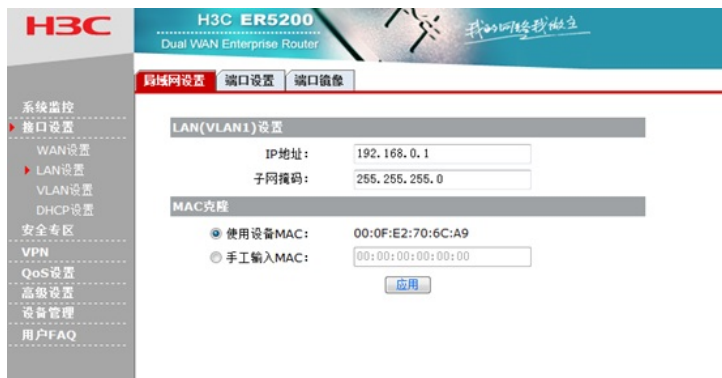 H3C
H3C ER5200
Dual WAN Enterprise Router
我的网络我做主
局域网设置 端口设置 端口镜像
系统监控
接口设置
WAN设置
LAN设置
VLAN设置
DHCP设置
安全专区
VPN
QoS设置
高级设置
设备管理
用户FAQ
LAN(VLAN1)设置
IP地址: 192.168.0.1
子网掩码: 255.255.255.0
MAC克隆
使用设备MAC: 00:0F:E2:70:6C:A9
手工输入MAC: 00:00:00:00:00:00
应用